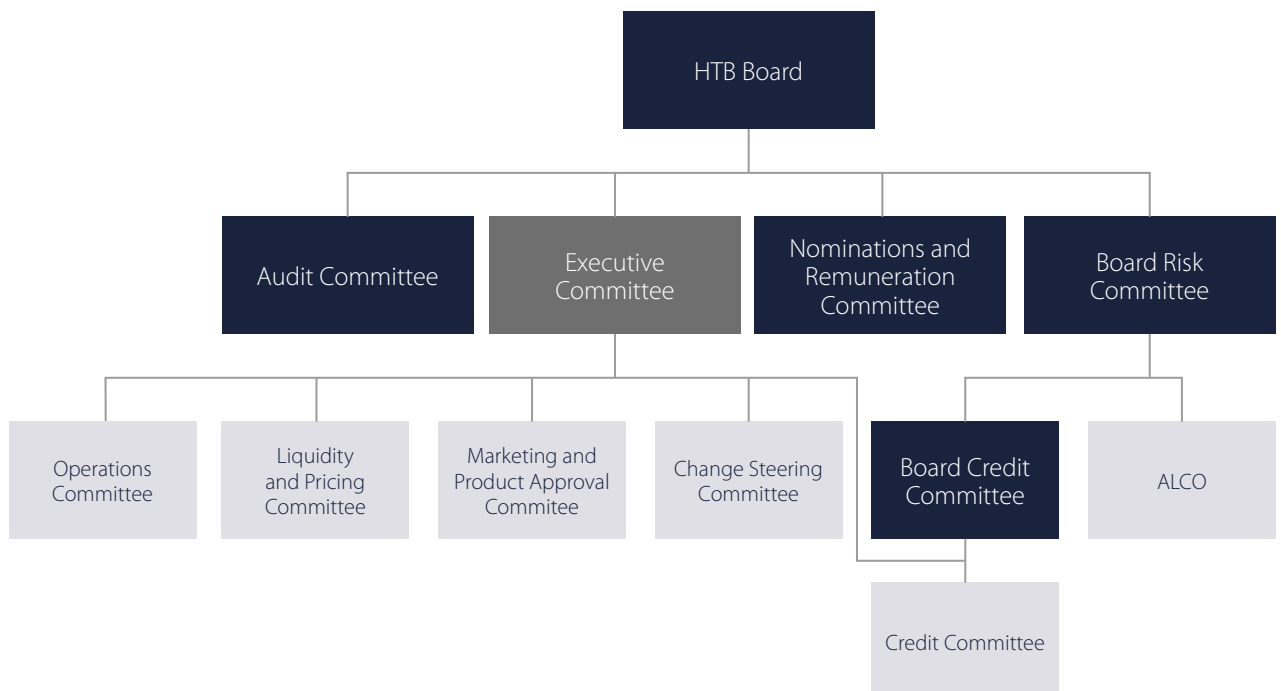 HTB Board
Audit Committee
Executive
Committee
Nominations and
Remuneration
Committee
Board Risk
Committee
Operations
Committee
Liquidity
and Pricing
Committee
Marketing and
Product Approval
Commitee
Change Steering
Committee
Board Credit
Committee
ALCO
Credit Committee